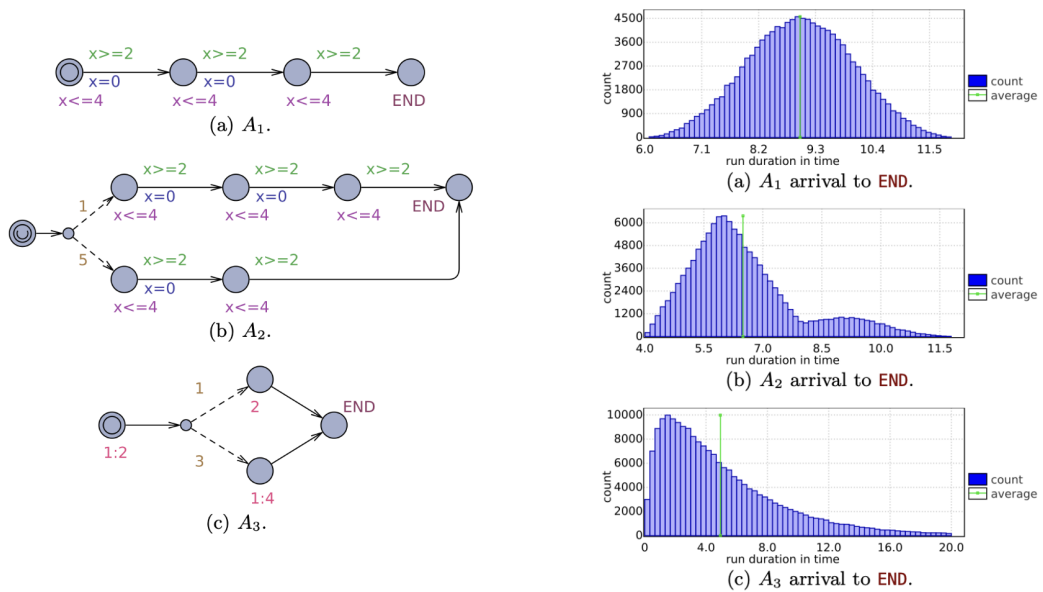 x>=2 x>=2 x>=2
x=0 x=0
x<=4 x<=4 x<=4 END
(a) A₁.
x>=2 x>=2 x>=2
x=0 x=0
1 x<=4 x<=4 x<=4 END
5 x>=2 x>=2
x=0
x<=4 x<=4
(b) A₂.
1
2 END
1:2
3
1:4
(c) A₃.
4500
3600
2700
1800
900
0
count
6.0 7.1 8.2 9.3 10.4 11.5
run duration in time
count
average
(a) A₁ arrival to END.
6000
4800
3600
2400
1200
0
count
4.0 5.5 7.0 8.5 10.0 11.5
run duration in time
count
average
(b) A₂ arrival to END.
10000
8000
6000
4000
2000
0
count
0 4.0 8.0 12.0 16.0 20.0
run duration in time
count
average
(c) A₃ arrival to END.